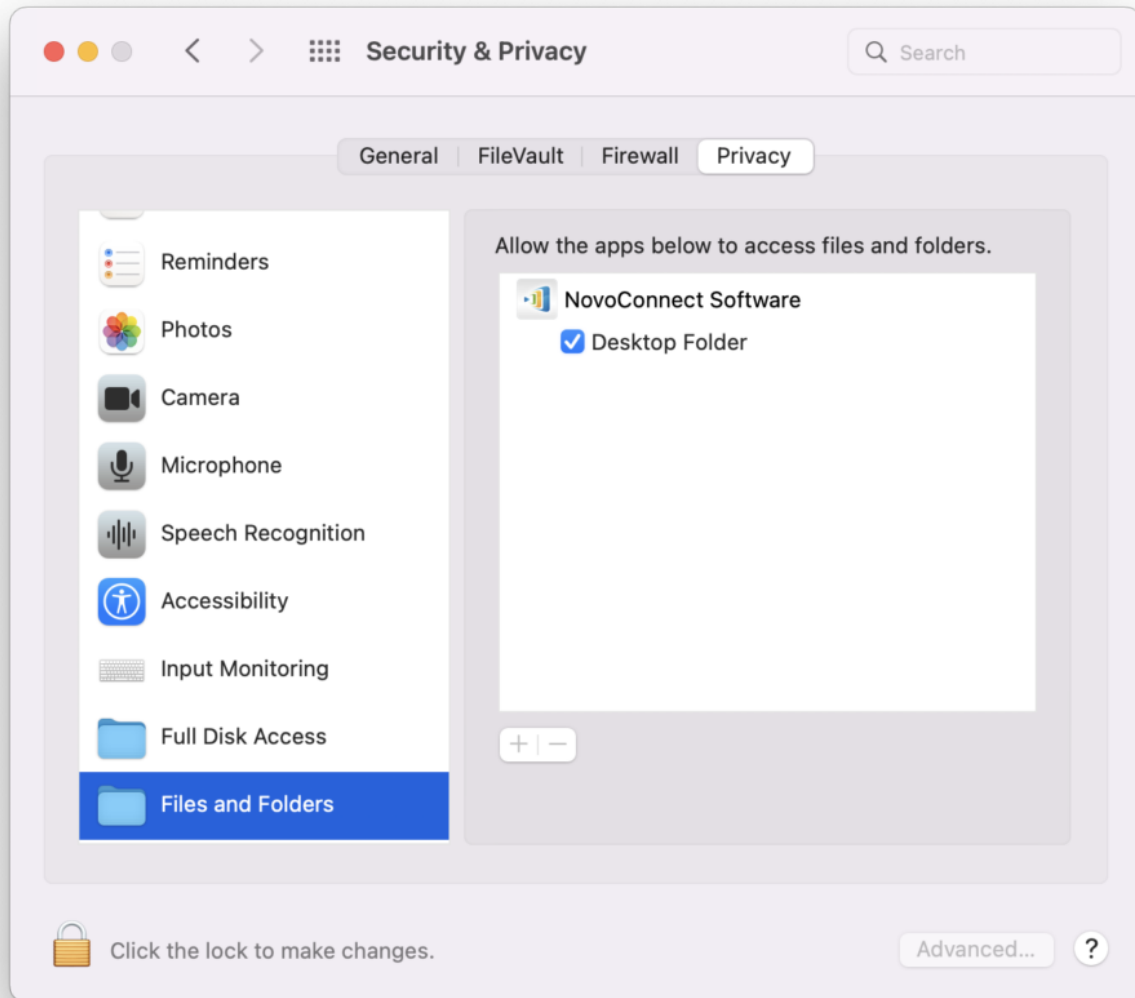 Security & Privacy
Search
General
FileVault
Firewall
Privacy
Reminders
Photos
Camera
Microphone
Speech Recognition
Accessibility
Input Monitoring
Full Disk Access
Files and Folders
Allow the apps below to access files and folders.
NovoConnect Software
Desktop Folder
Click the lock to make changes.
Advanced...
?